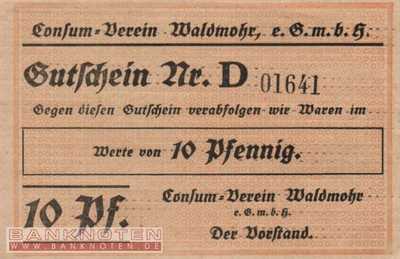 Consum-Verein Waldmohr, e. G. m. b. H.
Gutschein Nr. D 01641
Gegen diesen Gutschein verabfolgen wir Waren im
Werte von 10 Pfennig.
10 Pf.
Consum-Verein Waldmohr
e. G. m. b. H.
Der Vorstand.
BANKNOTEN
WWW.BANKNOTEN.DE